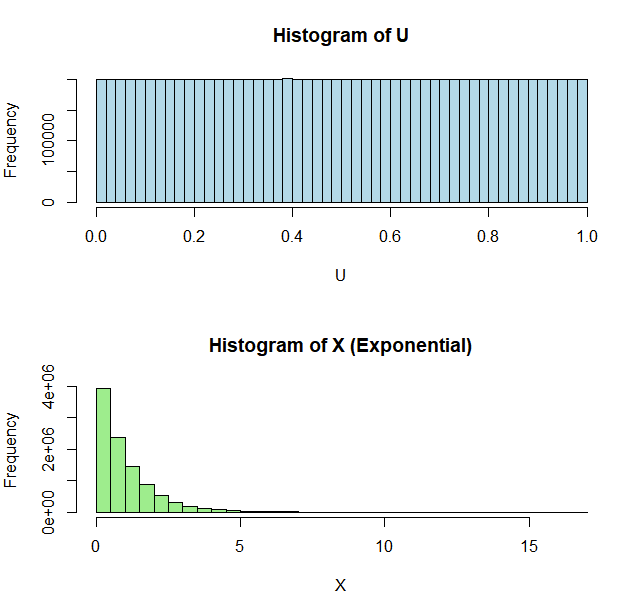 Histogram of U
Frequency
0
100000
0.0 0.2 0.4 0.6 0.8 1.0
U
Histogram of X (Exponential)
Frequency
0e+00
2e+06
4e+06
0 5 10 15
X